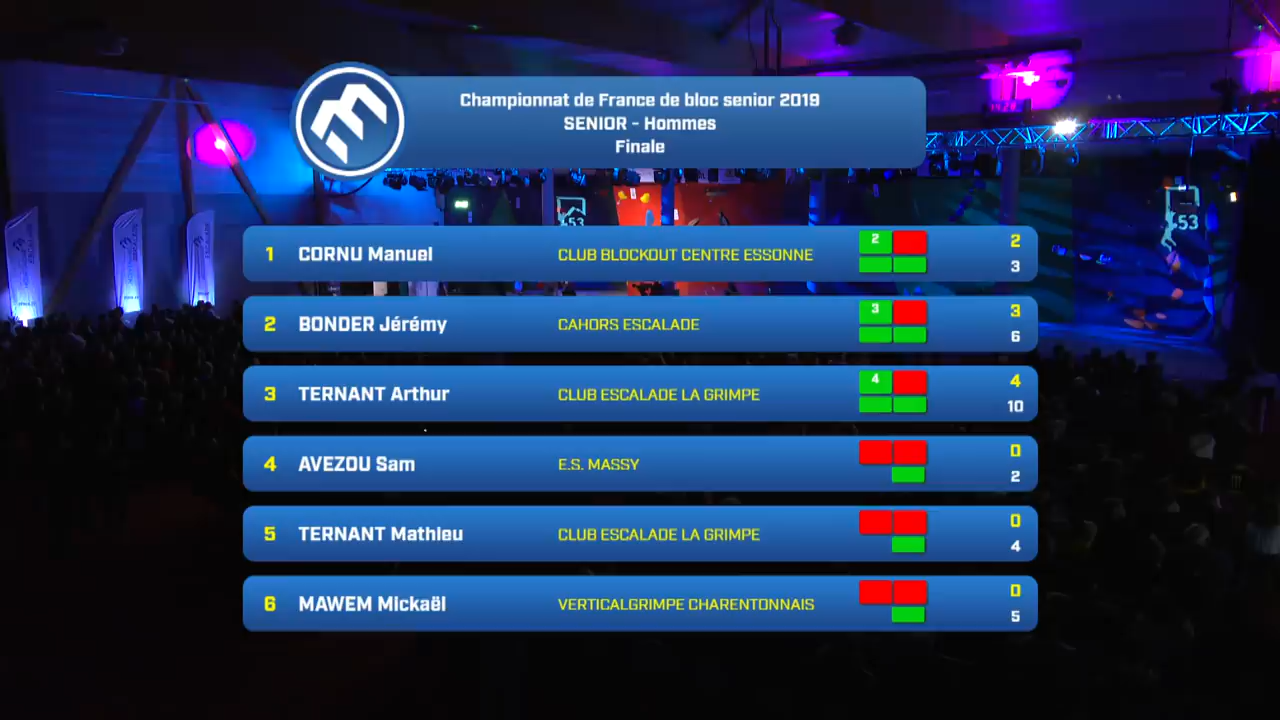 Championnat de France de bloc senior 2019
SENIOR - Hommes
Finale
53
53
1 CORNU Manuel CLUB BLOCKOUT CENTRE ESSONNE 2 2
3
2 BONDER Jérémy CAHORS ESCALADE 3 3
6
3 TERNANT Arthur CLUB ESCALADE LA GRIMPE 4 4
10
4 AVEZOU Sam E.S. MASSY 0
2
5 TERNANT Mathieu CLUB ESCALADE LA GRIMPE 0
4
6 MAWEM Mickaël VERTICALGRIMPE CHARENTONNAIS 0
5